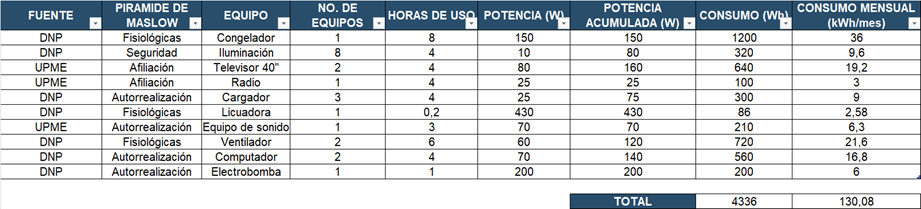 FUENTE PIRAMIDE DE MASLOW EQUIPO NO. DE EQUIPOS HORAS DE USO POTENCIA (W) POTENCIA ACUMULADA (W) CONSUMO (Wh) CONSUMO MENSUAL (kWh/mes)
DNP Fisiológicas Congelador 1 8 150 150 1200 36
DNP Seguridad Iluminación 8 4 10 80 320 9,6
UPME Afiliación Televisor 40" 2 4 80 160 640 19,2
UPME Afiliación Radio 1 4 25 25 100 3
DNP Autorrealización Cargador 3 4 25 75 300 9
DNP Fisiológicas Licuadora 1 0,2 430 430 86 2,58
UPME Autorrealización Equipo de sonido 1 3 70 70 210 6,3
DNP Fisiológicas Ventilador 2 6 60 120 720 21,6
DNP Autorrealización Computador 2 4 70 140 560 16,8
DNP Autorrealización Electrobomba 1 1 200 200 200 6
TOTAL 4336 130,08